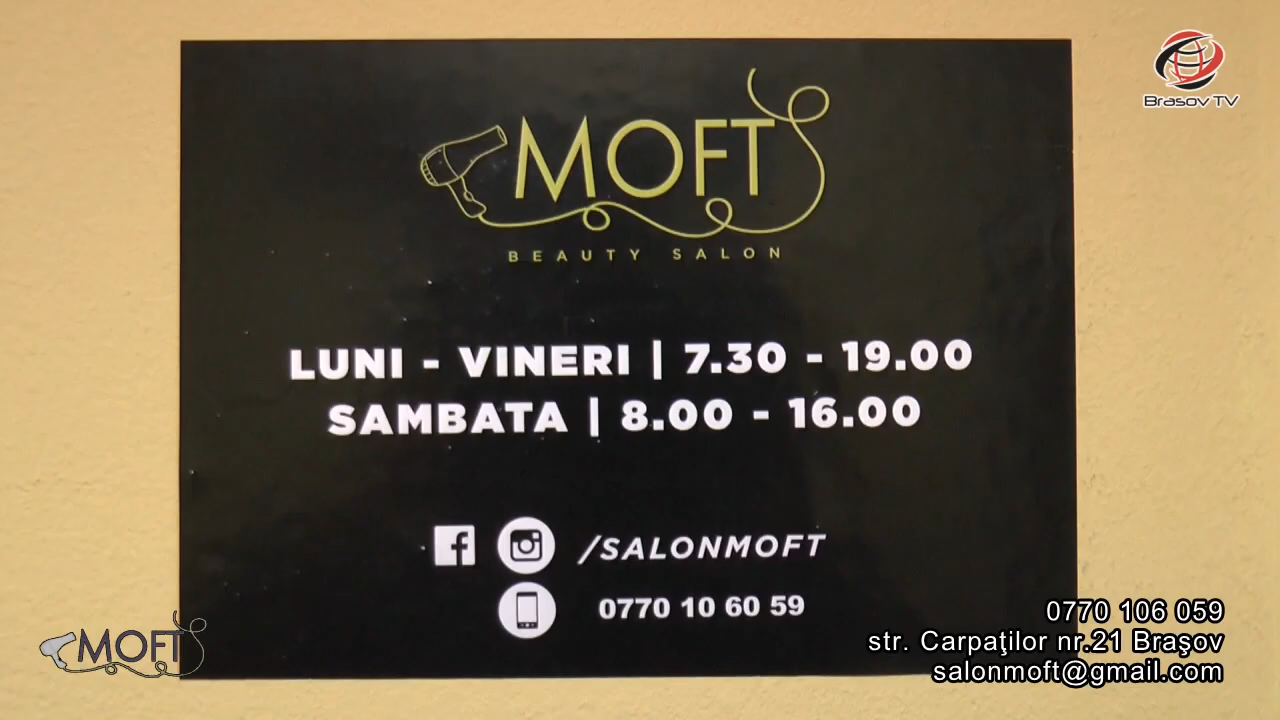 Brasov TV
MOFT
BEAUTY SALON
LUNI - VINERI | 7.30 - 19.00
SAMBATA | 8.00 - 16.00
/SALONMOFT
0770 10 60 59
MOFT
0770 106 059
str. Carpaţilor nr.21 Braşov
salonmoft@gmail.com